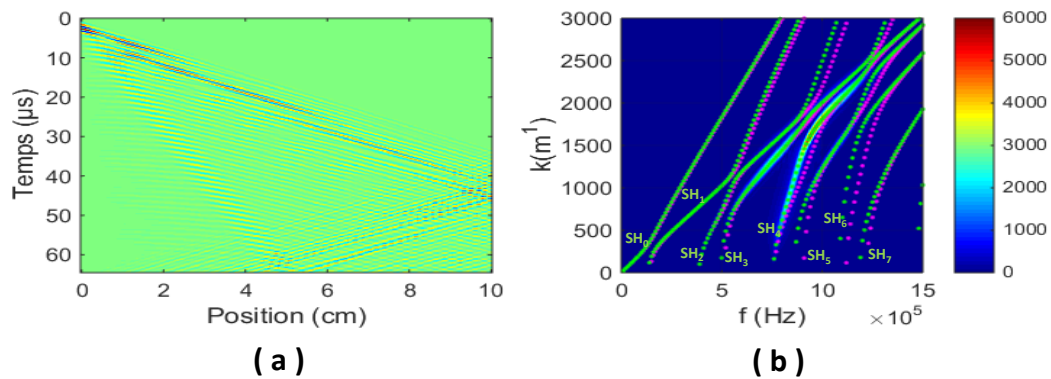 0
10
20
30
40
50
60
Temps (µs)
0 2 4 6 8 10
Position (cm)
( a )
3000
2500
2000
1500
1000
500
0
k(m¹)
SH₀
SH₁
SH₂
SH₃
SH₄
SH₅
SH₆
SH₇
0 5 10 15
f (Hz)
×10⁵
6000
5000
4000
3000
2000
1000
0
( b )